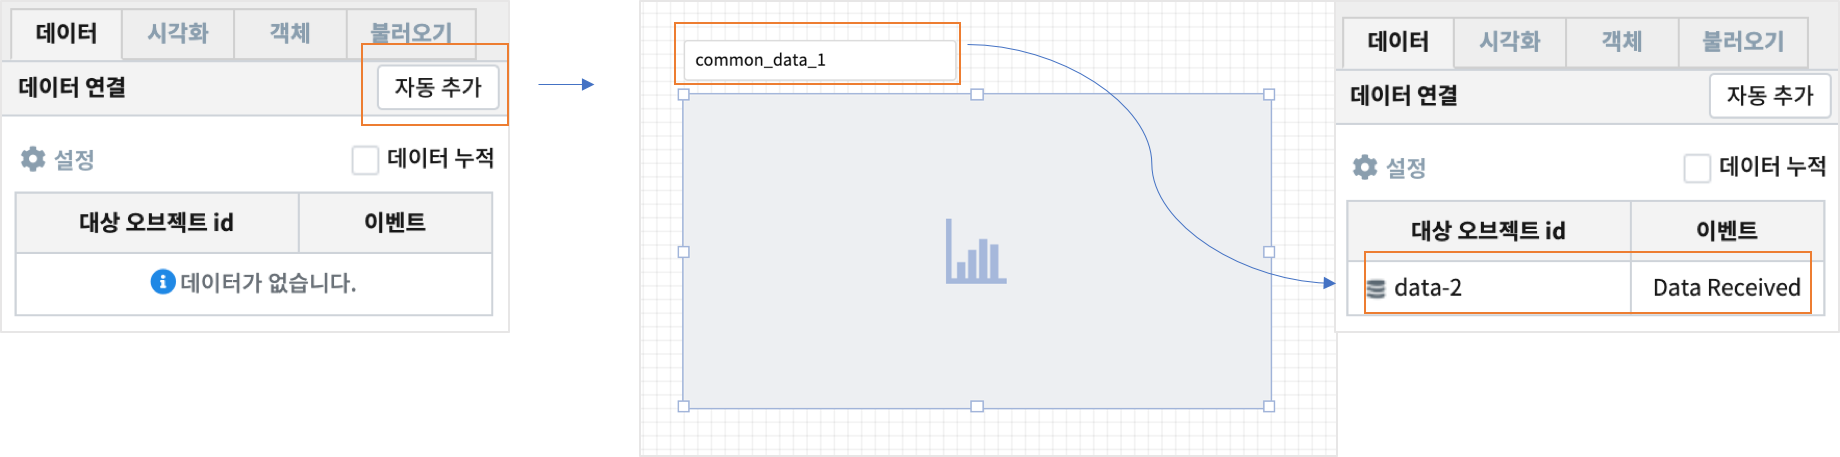 데이터 시각화 객체 불러오기
데이터 연결 자동 추가
설정 데이터 누적
대상 오브젝트 id 이벤트
데이터가 없습니다.
common_data_1
데이터 시각화 객체 불러오기
데이터 연결 자동 추가
설정 데이터 누적
대상 오브젝트 id 이벤트
data-2 Data Received